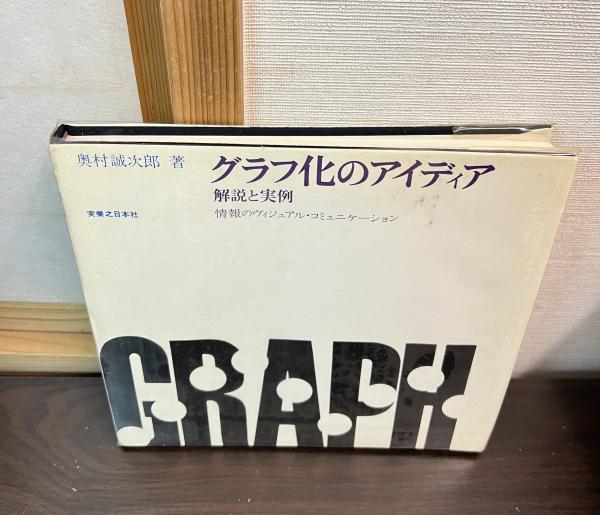 奥村誠次郎 著
グラフ化のアイディア
解説と実例
実業之日本社
情報のヴィジュアル・コミュニケーション
GRAPH